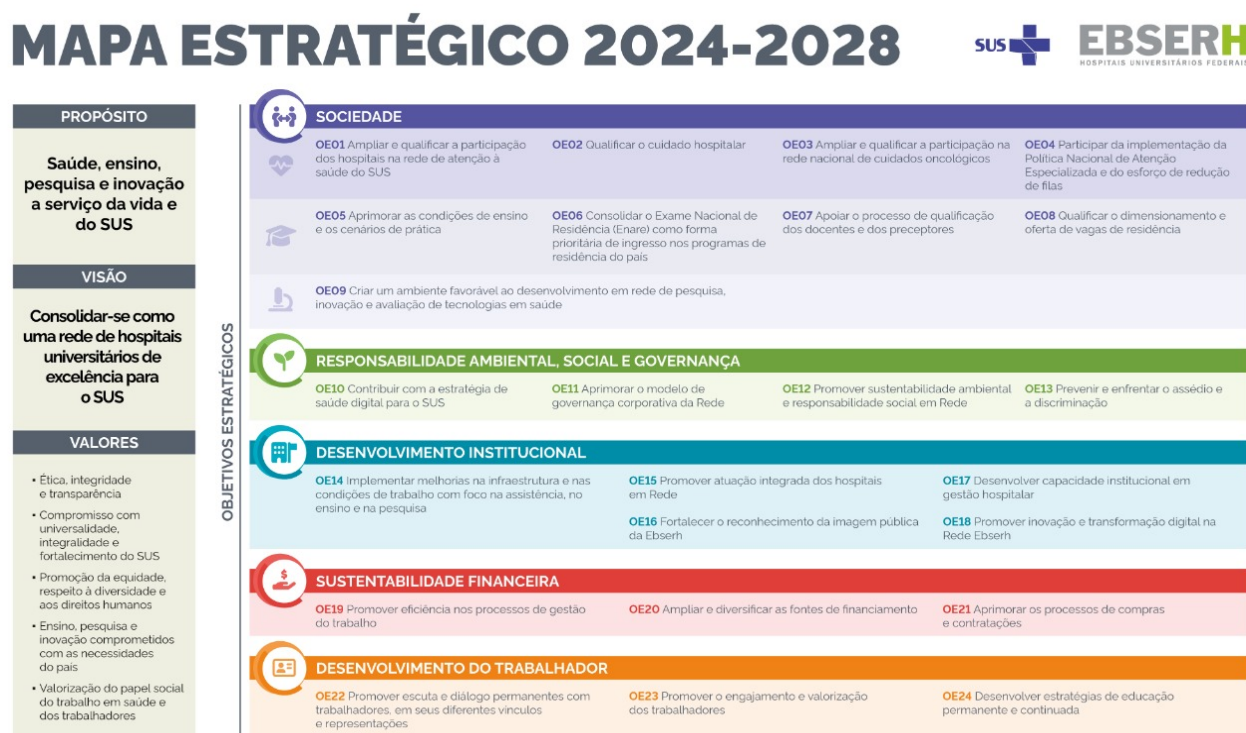 MAPA ESTRATÉGICO 2024-2028
SUS
EBSERH
HOSPITAIS UNIVERSITÁRIOS FEDERAIS
PROPÓSITO
Saúde, ensino,
pesquisa e inovação
a serviço da vida e
do SUS
VISÃO
Consolidar-se como
uma rede de hospitais
universitários de
excelência para
o SUS
VALORES
• Ética, integridade
e transparência
• Compromisso com
universalidade,
integralidade e
fortalecimento do SUS
• Promoção da equidade,
respeito à diversidade e
aos direitos humanos
• Ensino, pesquisa e
inovação comprometidos
com as necessidades
do país
• Valorização do papel social
do trabalho em saúde e
dos trabalhadores
OBJETIVOS ESTRATÉGICOS
SOCIEDADE
OE01 Ampliar e qualificar a participação
dos hospitais na rede de atenção à
saúde do SUS
OE02 Qualificar o cuidado hospitalar
OE03 Ampliar e qualificar a participação na
rede nacional de cuidados oncológicos
OE04 Participar da implementação da
Política Nacional de Atenção
Especializada e do esforço de redução
de filas
OE05 Aprimorar as condições de ensino
e os cenários de prática
OE06 Consolidar o Exame Nacional de
Residência (Enare) como forma
prioritária de ingresso nos programas de
residência do país
OE07 Apoiar o processo de qualificação
dos docentes e dos preceptores
OE08 Qualificar o dimensionamento e
oferta de vagas de residência
OE09 Criar um ambiente favorável ao desenvolvimento em rede de pesquisa,
inovação e avaliação de tecnologias em saúde
RESPONSABILIDADE AMBIENTAL, SOCIAL E GOVERNANÇA
OE10 Contribuir com a estratégia de
saúde digital para o SUS
OE11 Aprimorar o modelo de
governança corporativa da Rede
OE12 Promover sustentabilidade ambiental
e responsabilidade social em Rede
OE13 Prevenir e enfrentar o assédio e
a discriminação
DESENVOLVIMENTO INSTITUCIONAL
OE14 Implementar melhorias na infraestrutura e nas
condições de trabalho com foco na assistência, no
ensino e na pesquisa
OE15 Promover atuação integrada dos hospitais
em Rede
OE16 Fortalecer o reconhecimento da imagem pública
da Ebserh
OE17 Desenvolver capacidade institucional em
gestão hospitalar
OE18 Promover inovação e transformação digital na
Rede Ebserh
SUSTENTABILIDADE FINANCEIRA
OE19 Promover eficiência nos processos de gestão
do trabalho
OE20 Ampliar e diversificar as fontes de financiamento
OE21 Aprimorar os processos de compras
e contratações
DESENVOLVIMENTO DO TRABALHADOR
OE22 Promover escuta e diálogo permanentes com
trabalhadores, em seus diferentes vínculos
e representações
OE23 Promover o engajamento e valorização
dos trabalhadores
OE24 Desenvolver estratégias de educação
permanente e continuada